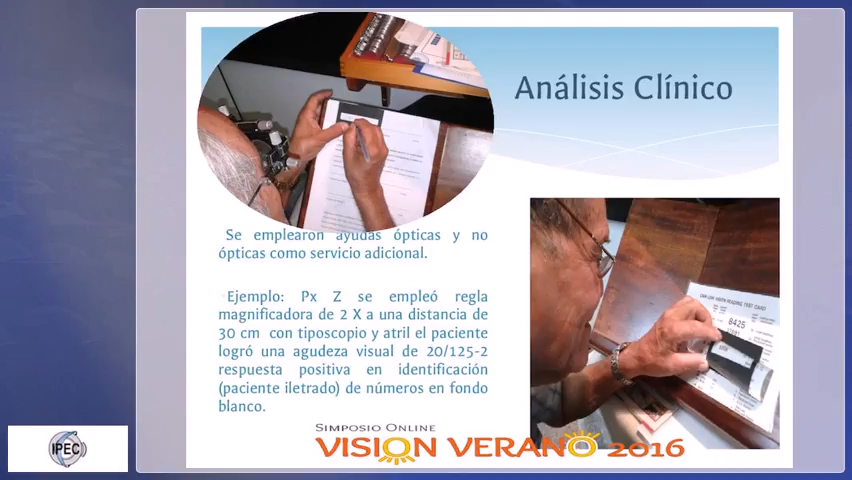 Análisis Clínico
Se emplearon ayudas ópticas y no
ópticas como servicio adicional.
Ejemplo: Px Z se empleó regla
magnificadora de 2 X a una distancia de
30 cm con tiposcopio y atril el paciente
logró una agudeza visual de 20/125-2
respuesta positiva en identificación
(paciente iletrado) de números en fondo
blanco.
8425
SIMPOSIO ONLINE
VISION VERANO 2016
IPEC